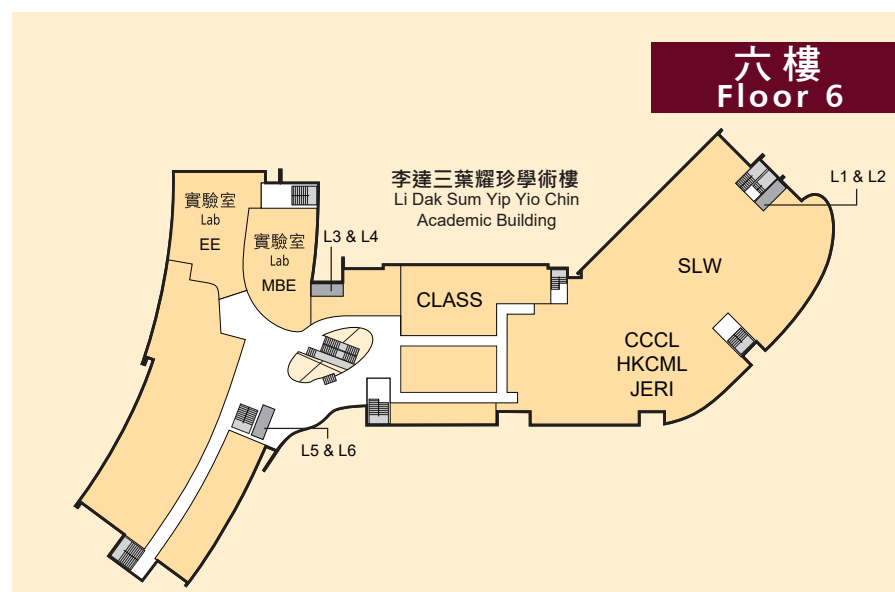 六樓
Floor 6
李達三葉耀珍學術樓
Li Dak Sum Yip Yio Chin
Academic Building
L1 & L2
實驗室
Lab
EE
實驗室
Lab
MBE
L3 & L4
SLW
CLASS
CCCL
HKCML
JERI
L5 & L6